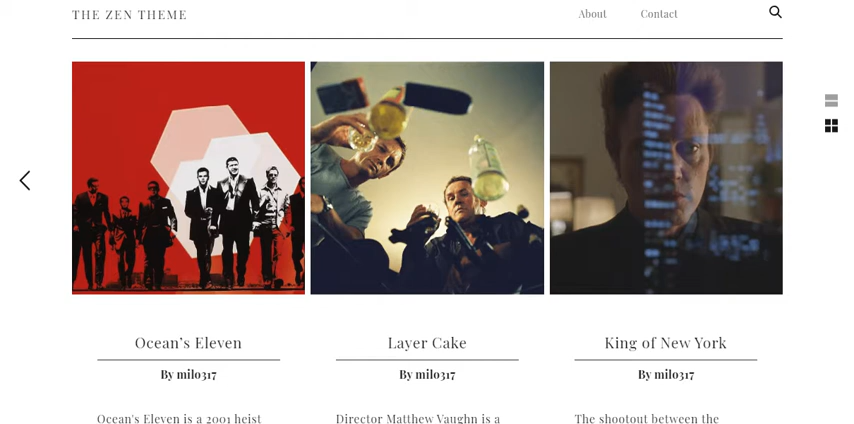 THE ZEN THEME
About Contact
Ocean's Eleven
Layer Cake
King of New York
By milo317
By milo317
By milo317
Ocean's Eleven is a 2001 heist
Director Matthew Vaughn is a
The shootout between the